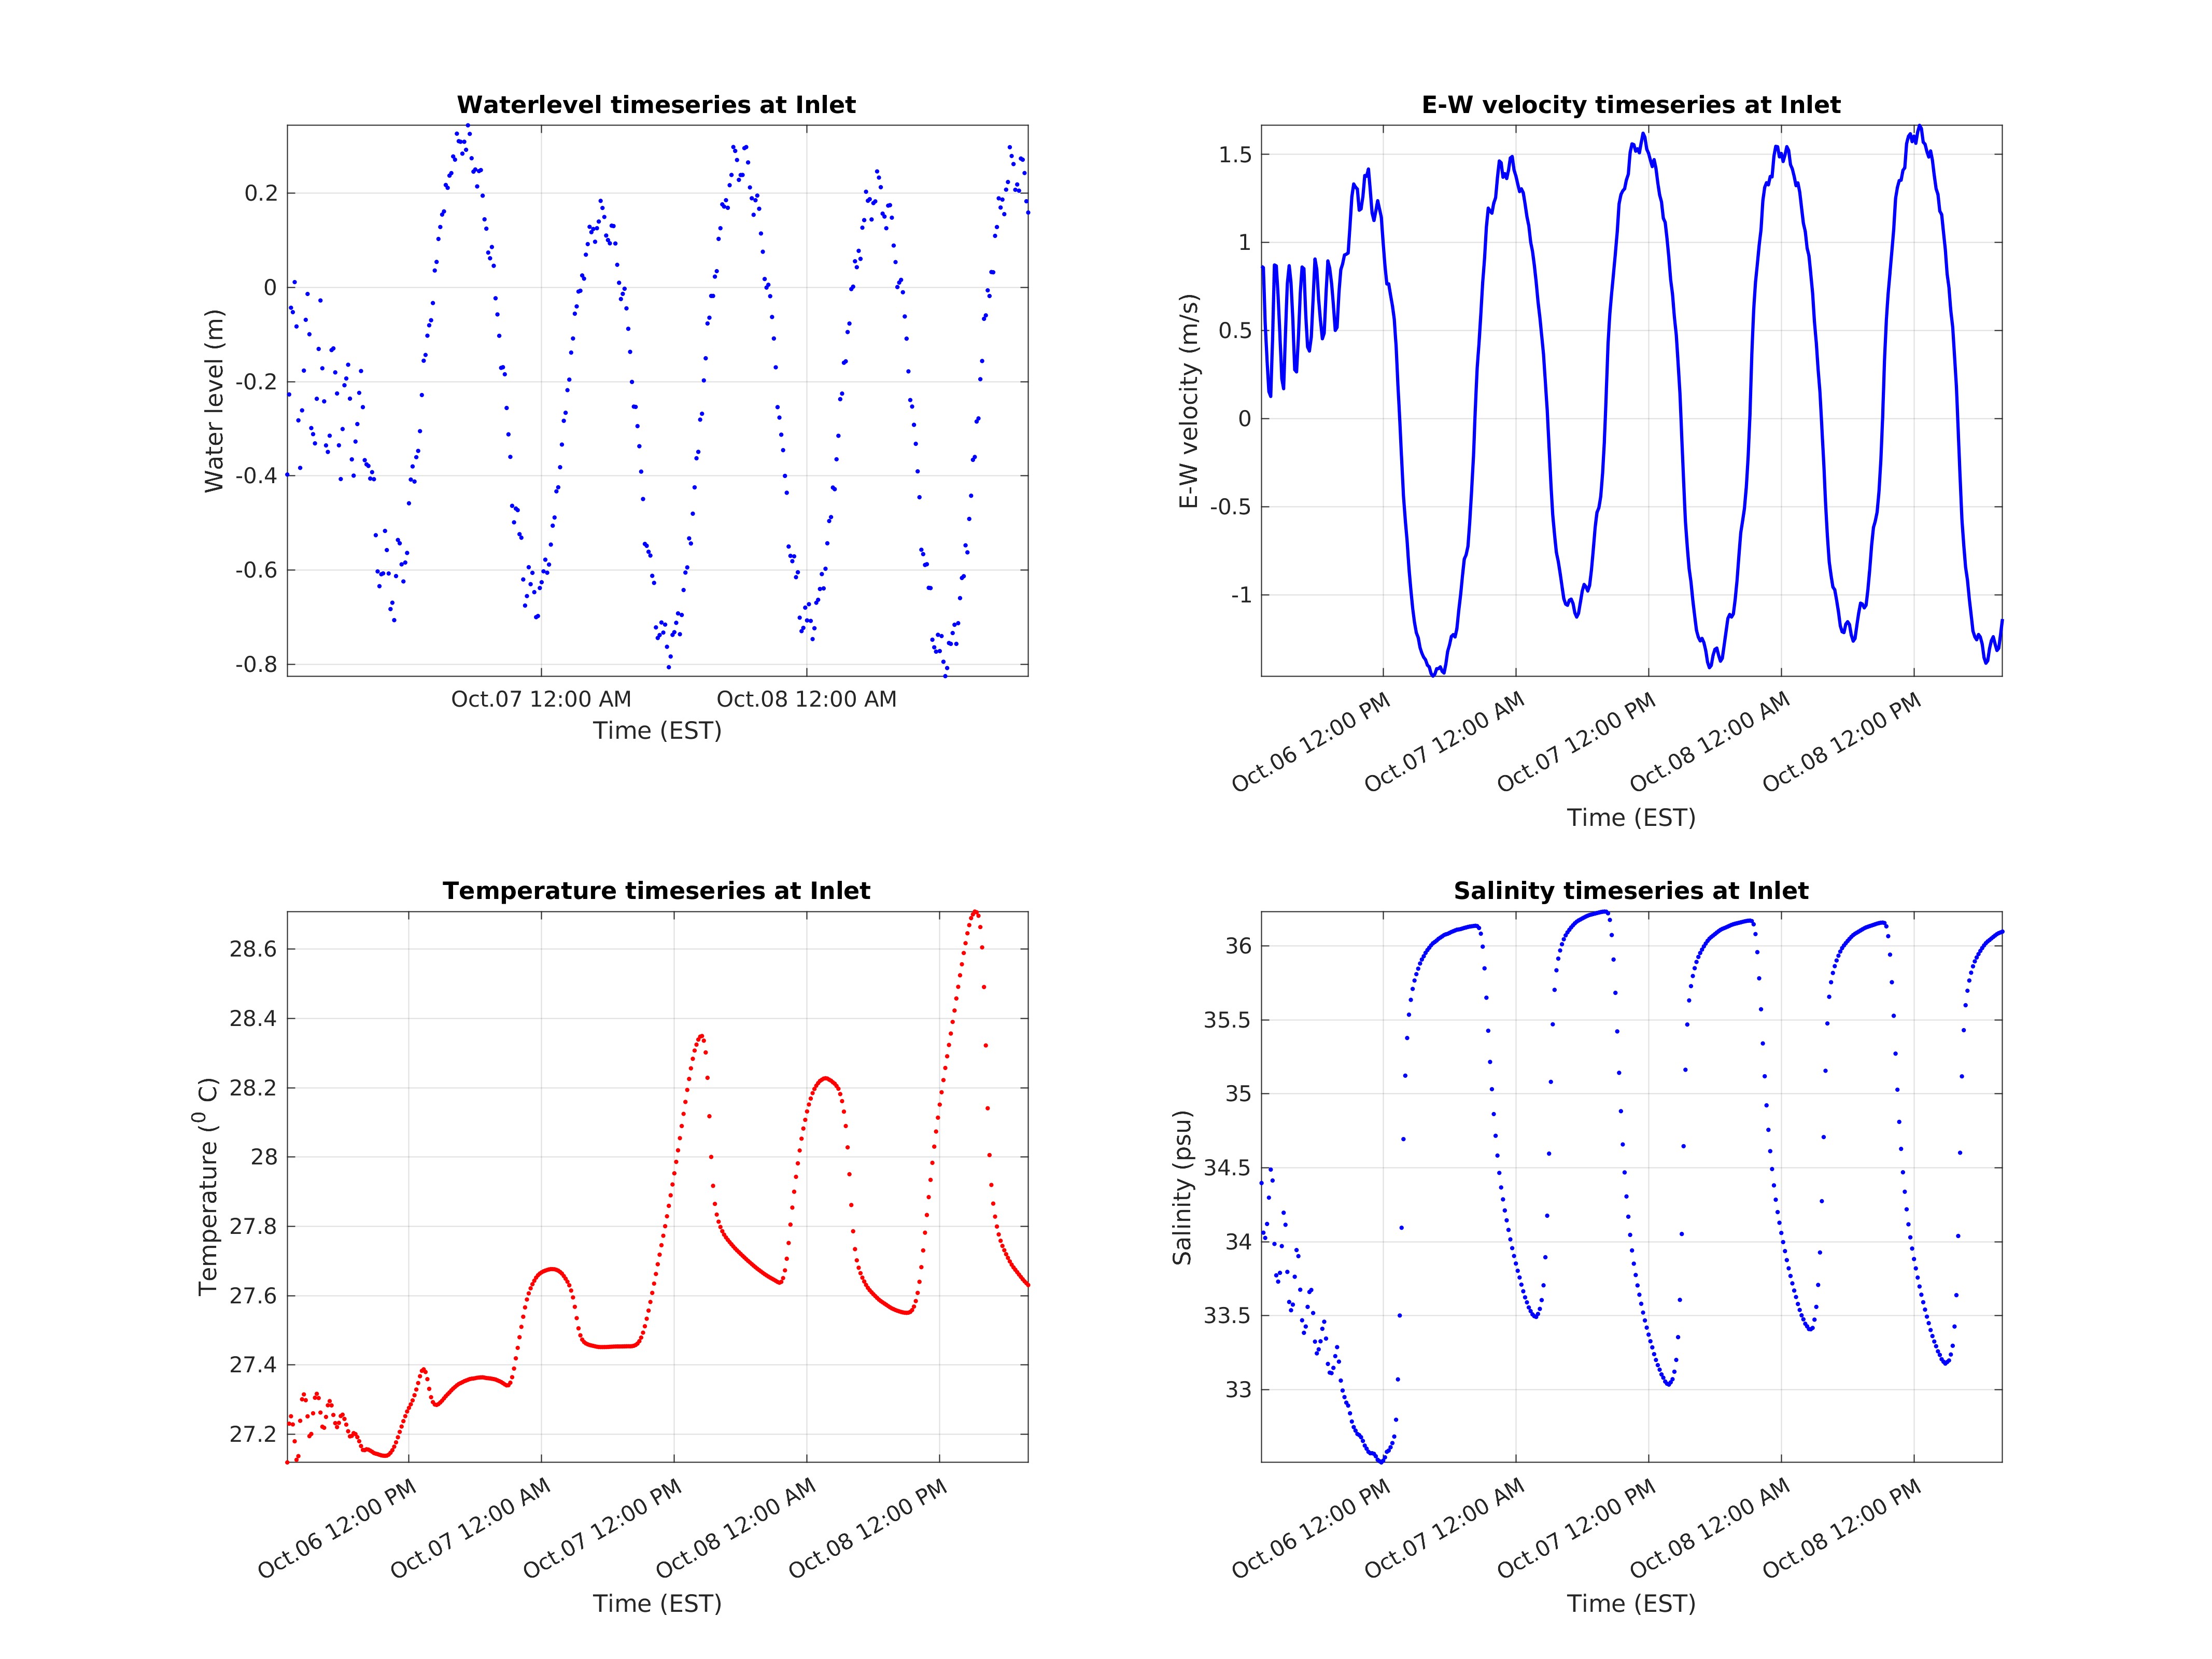 Waterlevel timeseries at Inlet
0.2
0
-0.2
-0.4
-0.6
-0.8
Water level (m)
Oct.07 12:00 AM
Oct.08 12:00 AM
Time (EST)
E-W velocity timeseries at Inlet
1.5
1
0.5
0
-0.5
-1
E-W velocity (m/s)
Oct.06 12:00 PM
Oct.07 12:00 AM
Oct.07 12:00 PM
Oct.08 12:00 AM
Oct.08 12:00 PM
Time (EST)
Temperature timeseries at Inlet
28.6
28.4
28.2
28
27.8
27.6
27.4
27.2
Temperature (⁰ C)
Oct.06 12:00 PM
Oct.07 12:00 AM
Oct.07 12:00 PM
Oct.08 12:00 AM
Oct.08 12:00 PM
Time (EST)
Salinity timeseries at Inlet
36
35.5
35
34.5
34
33.5
33
Salinity (psu)
Oct.06 12:00 PM
Oct.07 12:00 AM
Oct.07 12:00 PM
Oct.08 12:00 AM
Oct.08 12:00 PM
Time (EST)